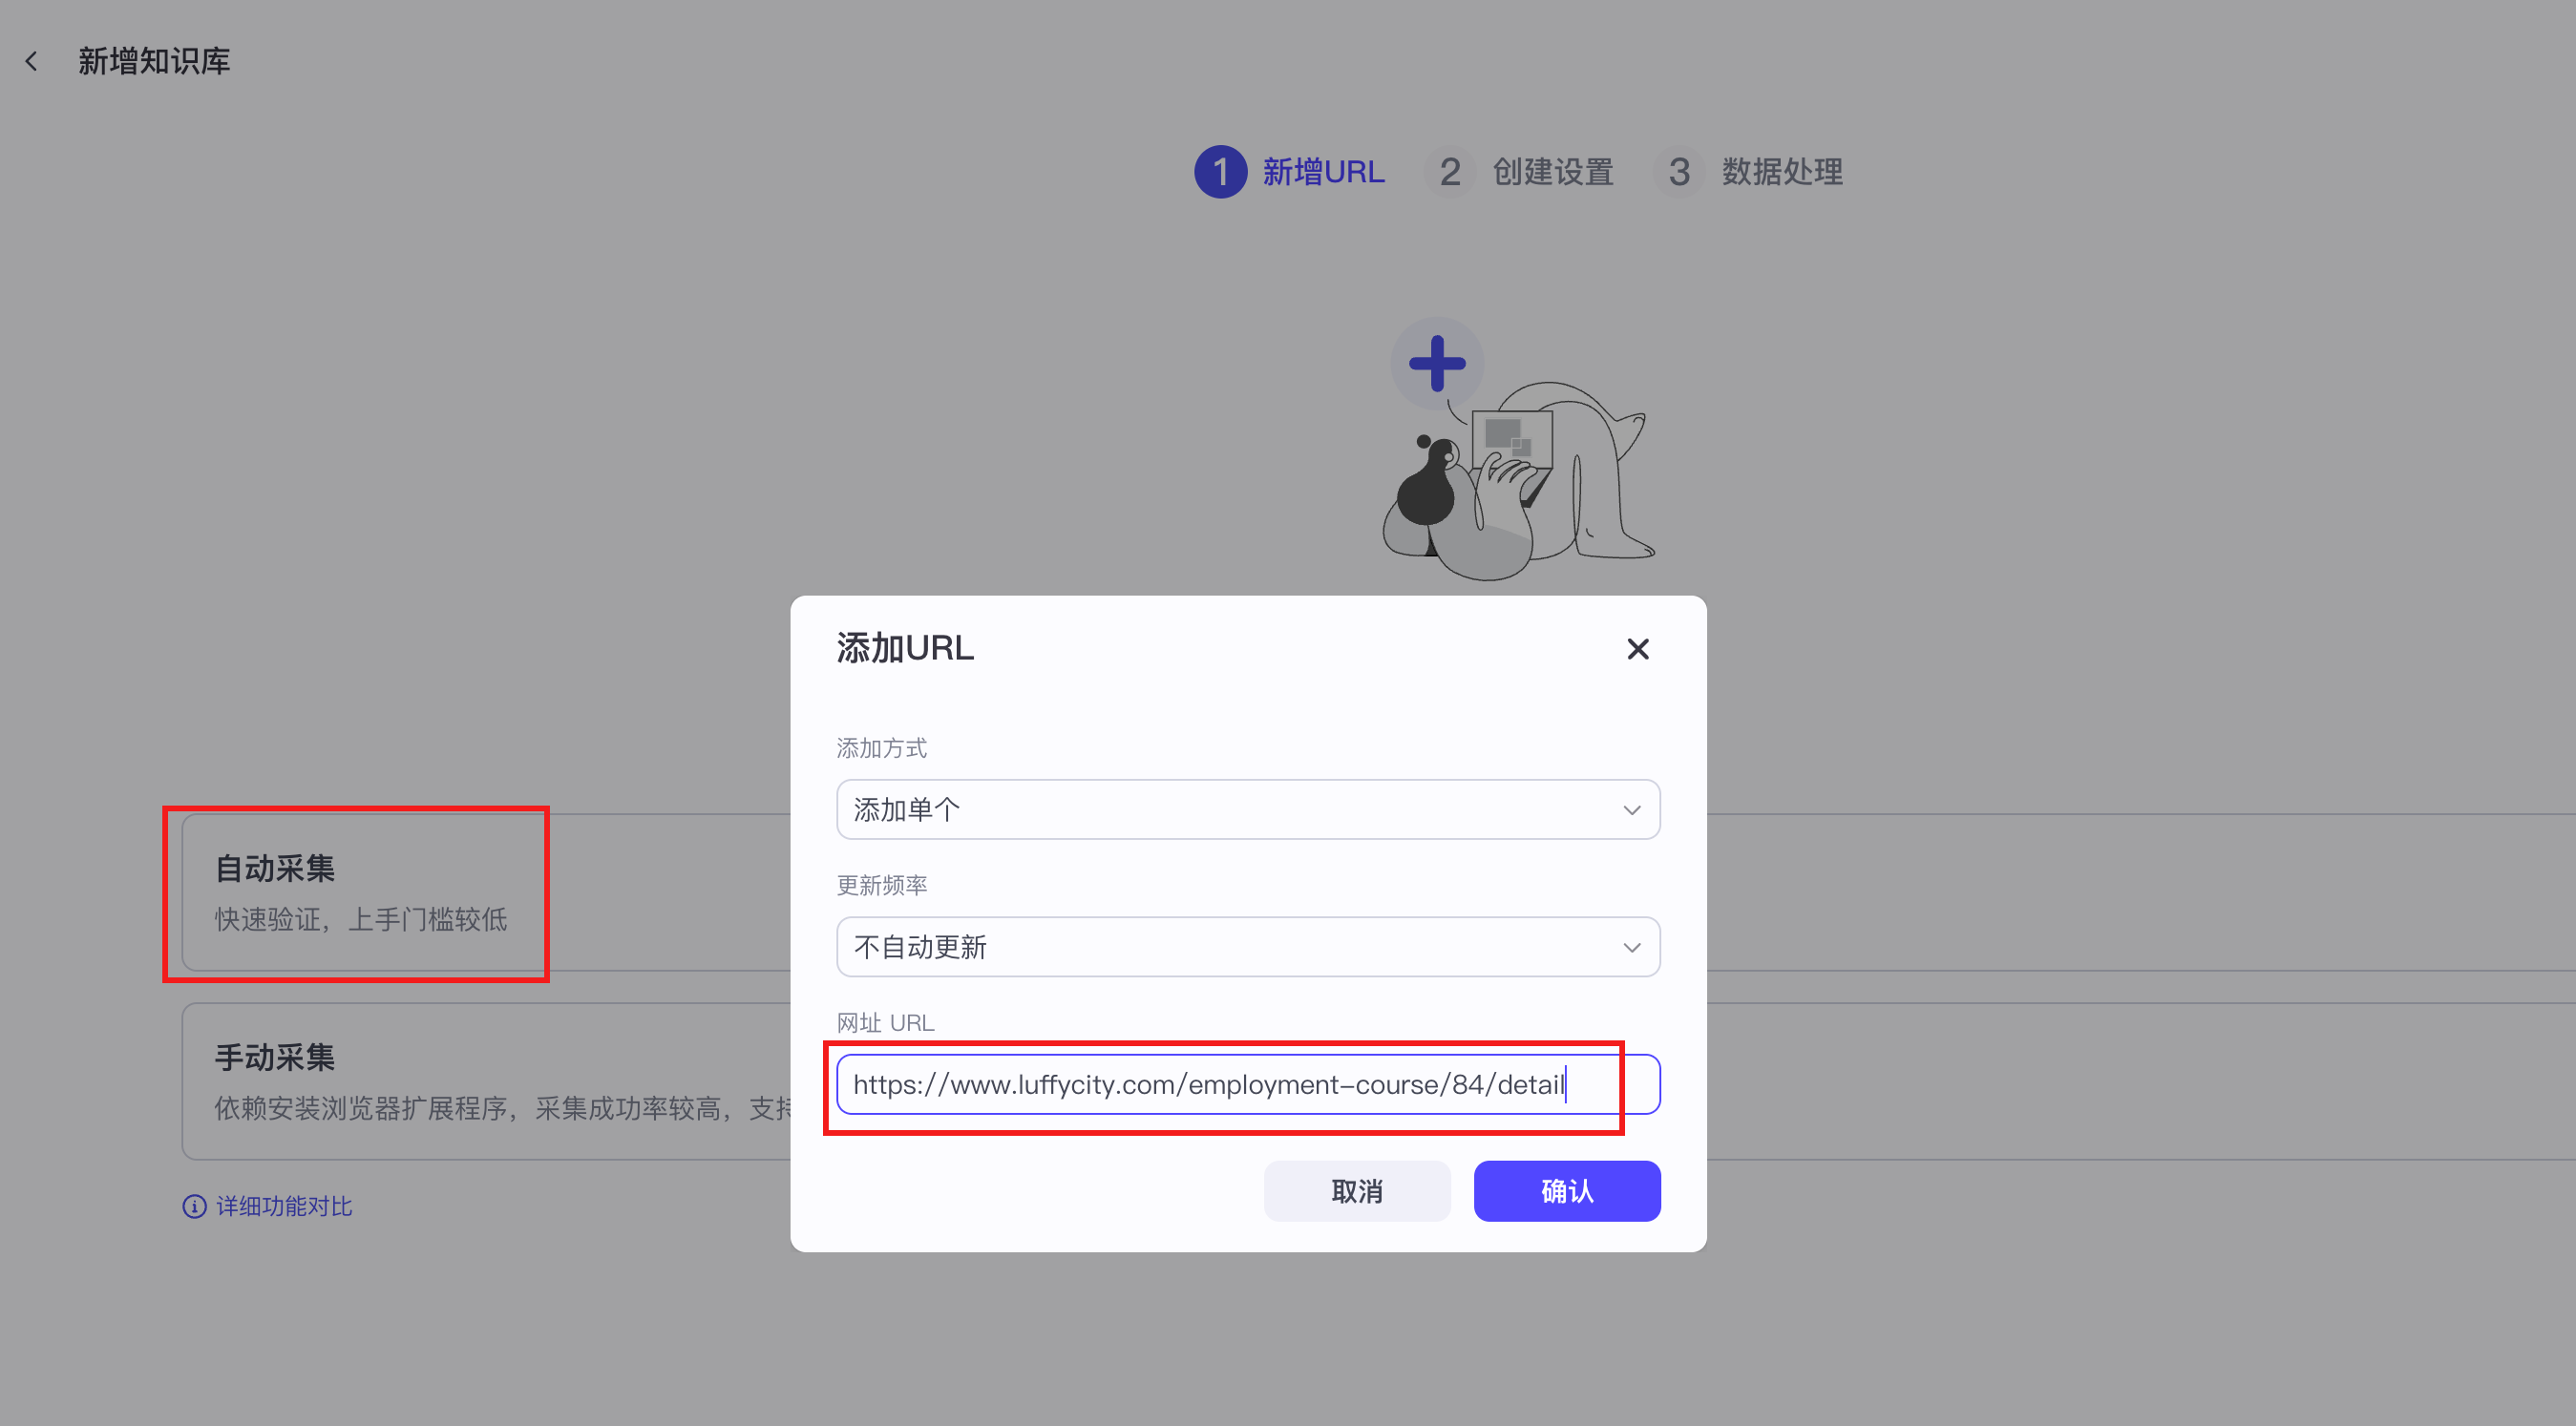 新增知识库
1 新增URL 2 创建设置 3 数据处理
添加URL
添加方式
添加单个
更新频率
不自动更新
网址 URL
https://www.luffycity.com/employment-course/84/detail
取消 确认
自动采集
快速验证，上手门槛较低
手动采集
依赖安装浏览器扩展程序，采集成功率较高，支持
详细功能对比